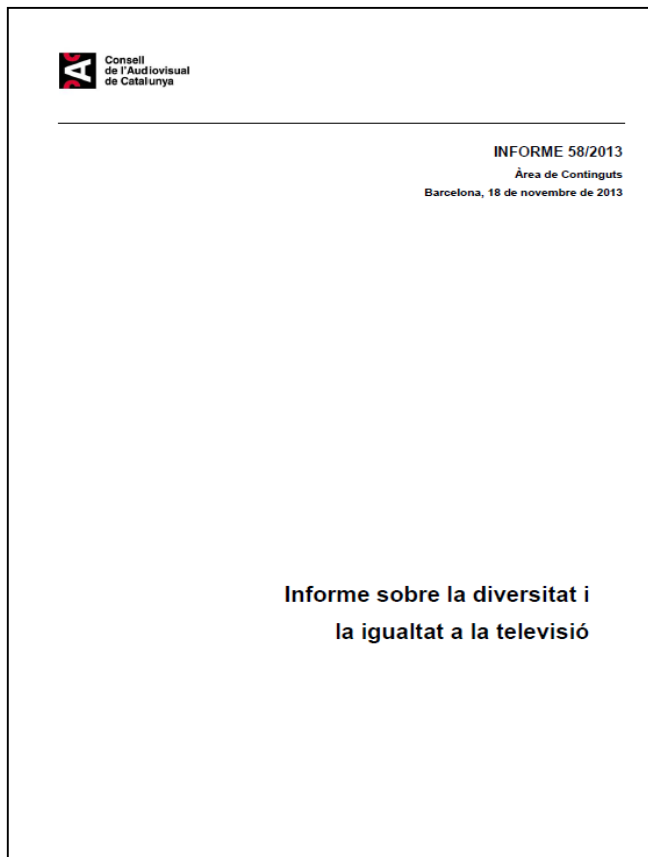 Consell
de l'Audiovisual
de Catalunya
INFORME 58/2013
Àrea de Continguts
Barcelona, 18 de novembre de 2013
Informe sobre la diversitat i
la igualtat a la televisió